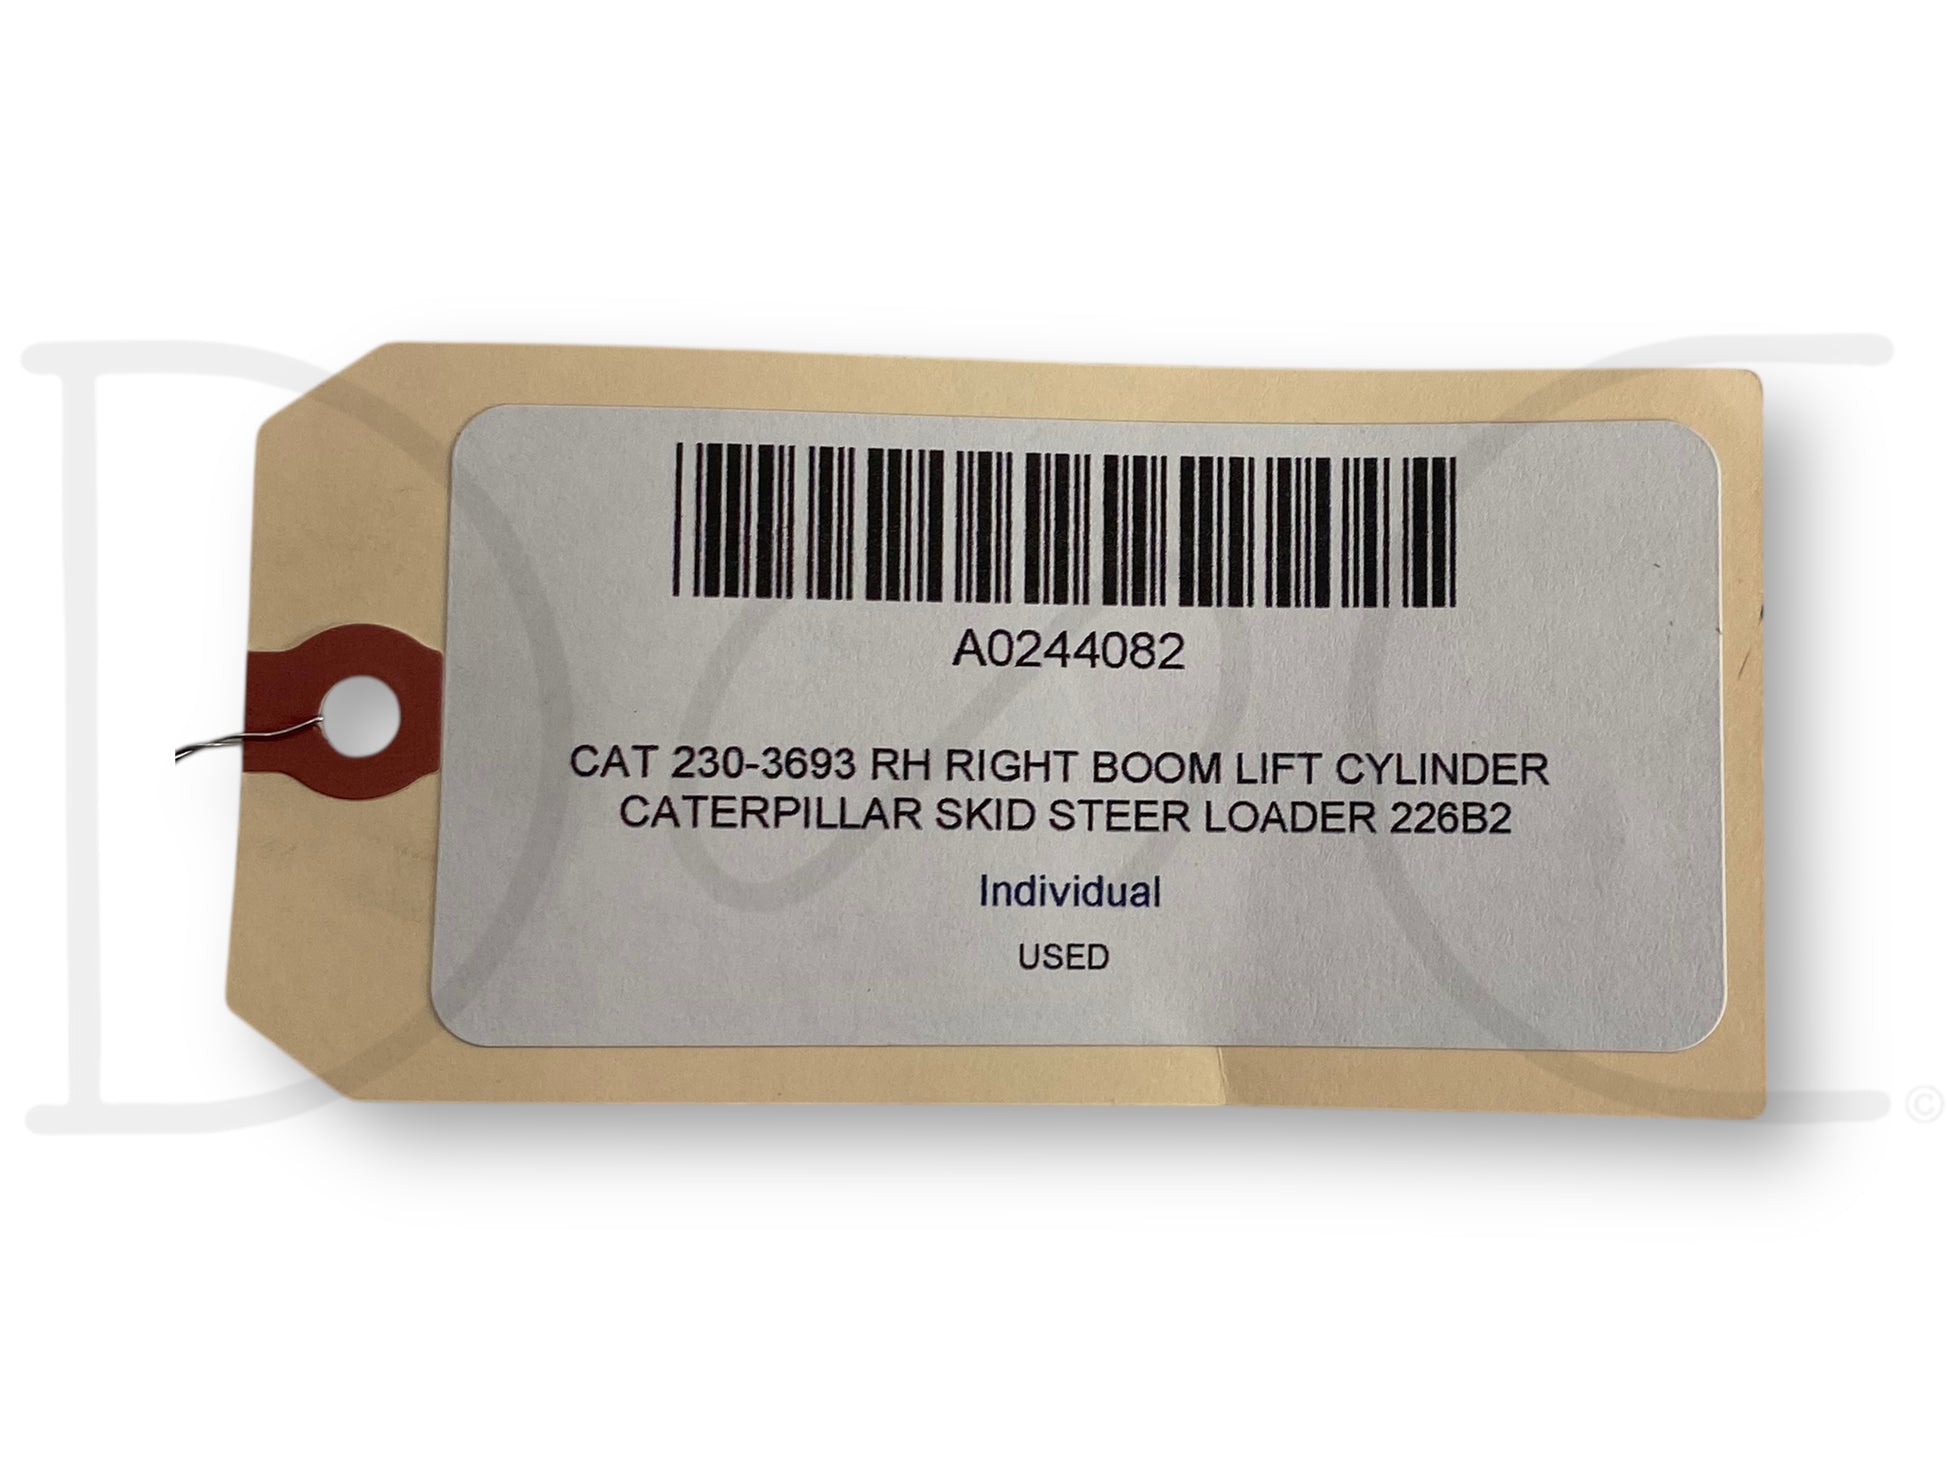 A0244082
CAT 230-3693 RH RIGHT BOOM LIFT CYLINDER
CATERPILLAR SKID STEER LOADER 226B2
Individual
USED
D C
©